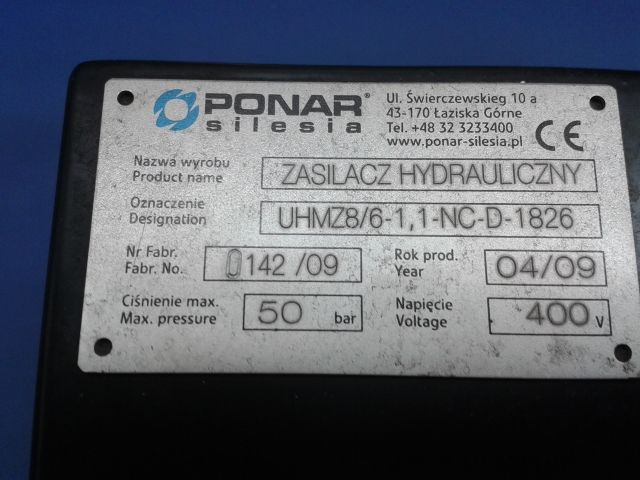 PONAR®
silesia
Ul. Świerczewskieg 10 a
43-170 Łaziska Górne
Tel. +48 32 3233400
www.ponar-silesia.pl
CE
Nazwa wyrobu
Product name
ZASILACZ HYDRAULICZNY
Oznaczenie
Designation
UHMZ8/6-1,1-NC-D-1826
Nr Fabr.
Fabr. No.
0142 /09
Rok prod.
Year
04/09
Ciśnienie max.
Max. pressure
50 bar
Napięcie
Voltage
400 V